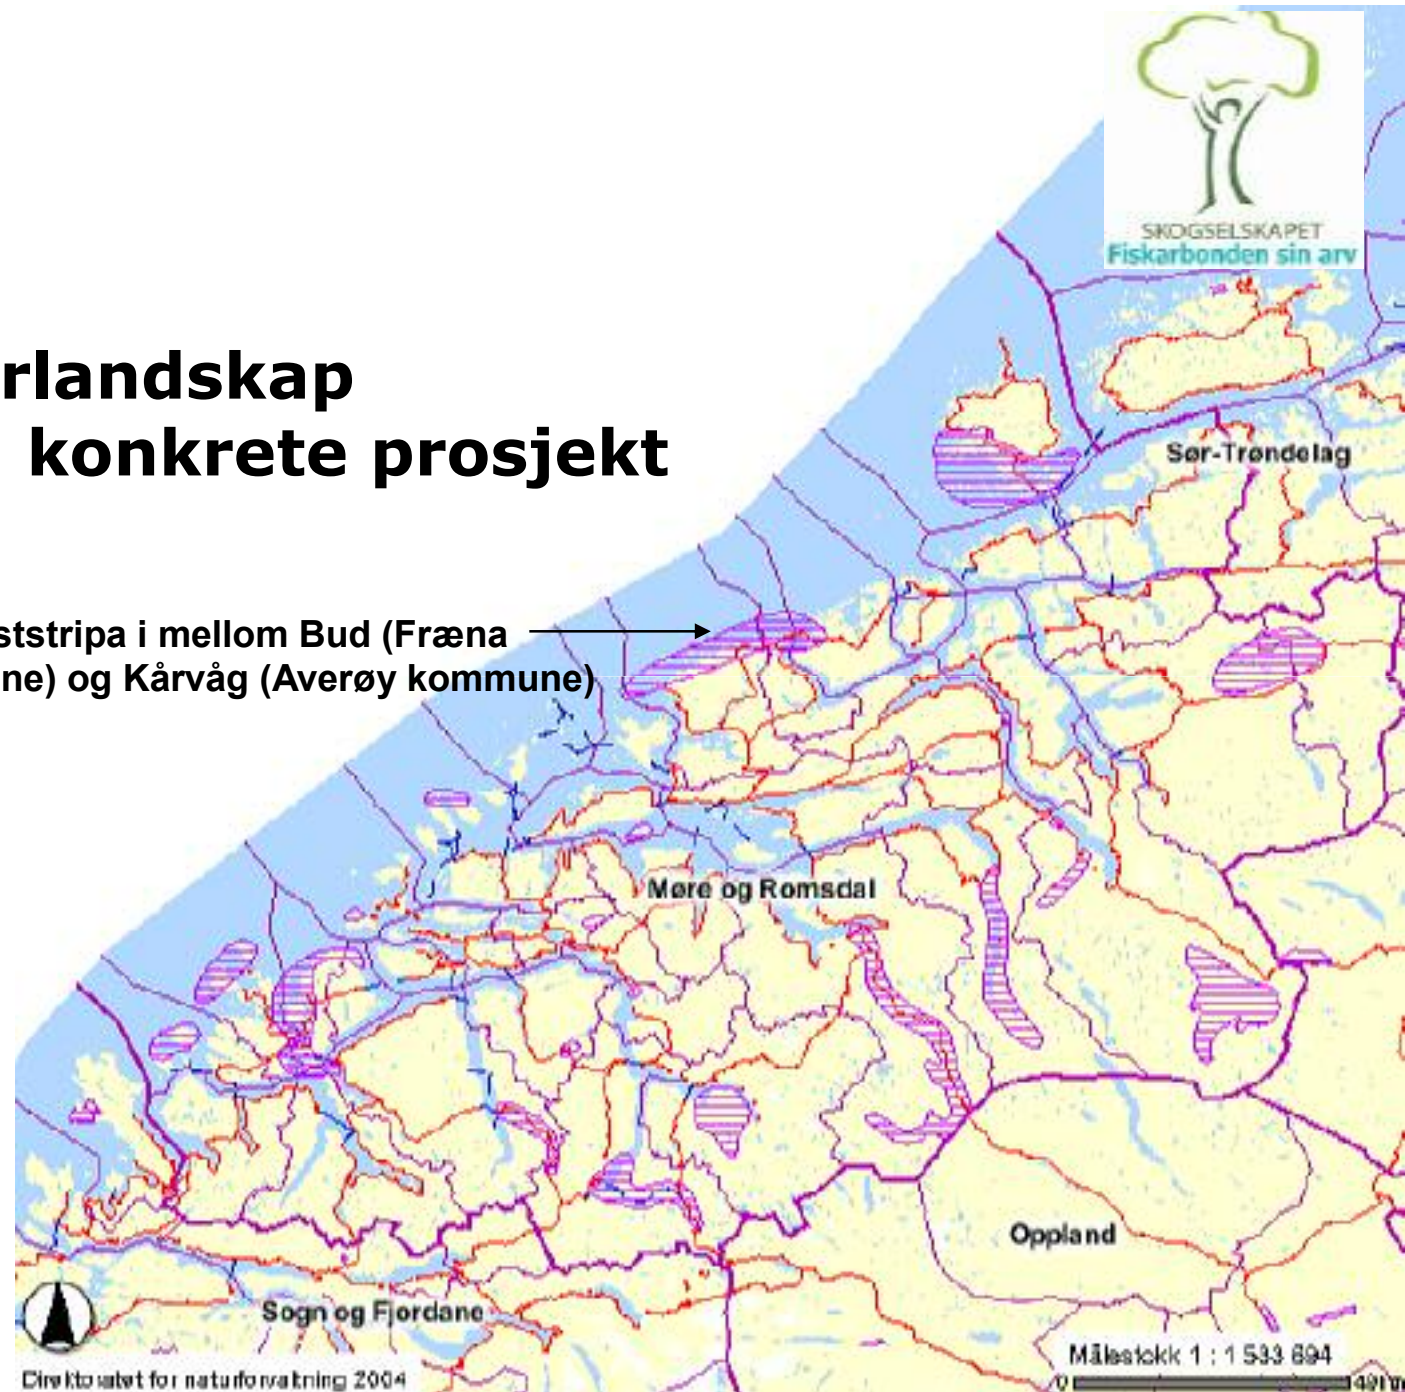 SKOGSELSKAPET
Fiskarbonden sin arv
rlandskap
konkrete prosjekt
Sør-Trøndelag
ststripa i mellom Bud (Fræna
ne) og Kårvåg (Averøy kommune)
Møre og Romsdal
Oppland
Sogn og Fjordane
Målestokk 1 : 1 533 694
Direktoratet for naturforvaltning 2004
0